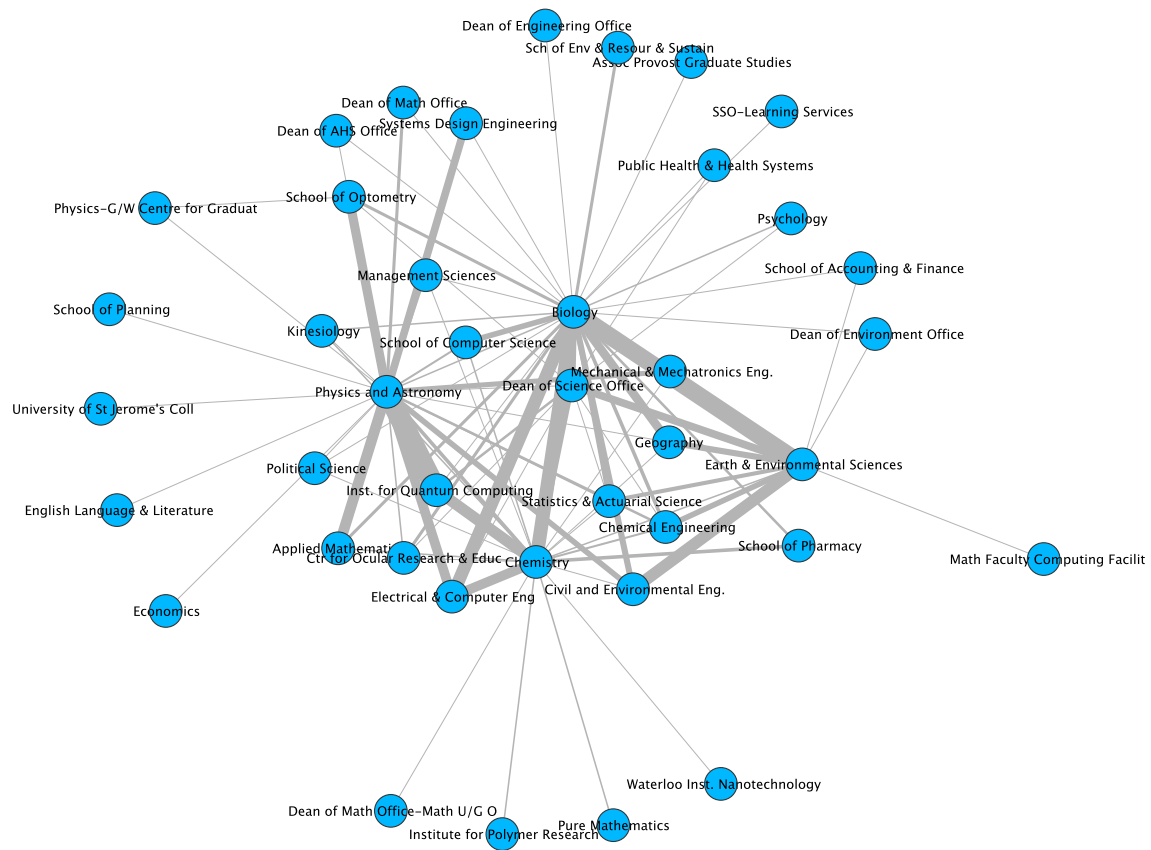 Dean of Engineering Office
Sch of Env & Resour & Sustain
Assoc Provost Graduate Studies
Dean of Math Office
SSO-Learning Services
Systems Design Engineering
Dean of AHS Office
Public Health & Health Systems
School of Optometry
Physics-G/W Centre for Graduat
Psychology
School of Accounting & Finance
Management Sciences
School of Planning
Biology
Kinesiology
Dean of Environment Office
School of Computer Science
Mechanical & Mechatronics Eng.
Dean of Science Office
Physics and Astronomy
University of St Jerome's Coll
Geography
Earth & Environmental Sciences
Political Science
Inst. for Quantum Computing
Statistics & Actuarial Science
English Language & Literature
Chemical Engineering
School of Pharmacy
Applied Mathemati
Ctr for Ocular Research & Educ
Chemistry
Math Faculty Computing Facilit
Civil and Environmental Eng.
Electrical & Computer Eng
Economics
Waterloo Inst. Nanotechnology
Dean of Math Office-Math U/G O
Pure Mathematics
Institute for Polymer Research